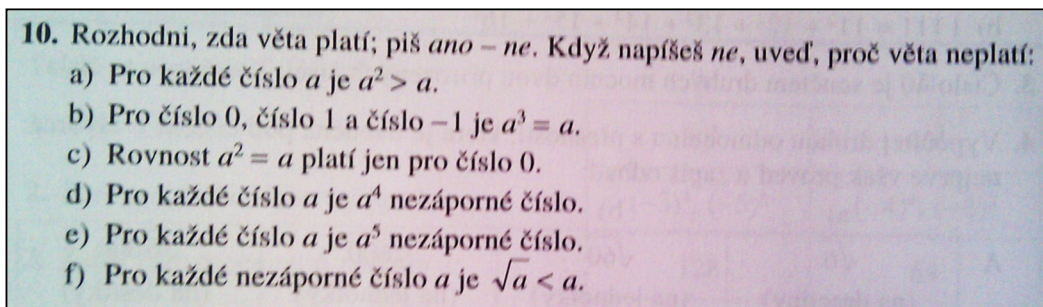 10. Rozhodni, zda věta platí; piš ano – ne. Když napíšeš ne, uveď, proč věta neplatí:
a) Pro každé číslo a je a² > a.
b) Pro číslo 0, číslo 1 a číslo −1 je a³ = a.
c) Rovnost a² = a platí jen pro číslo 0.
d) Pro každé číslo a je a⁴ nezáporné číslo.
e) Pro každé číslo a je a⁵ nezáporné číslo.
f) Pro každé nezáporné číslo a je √a < a.